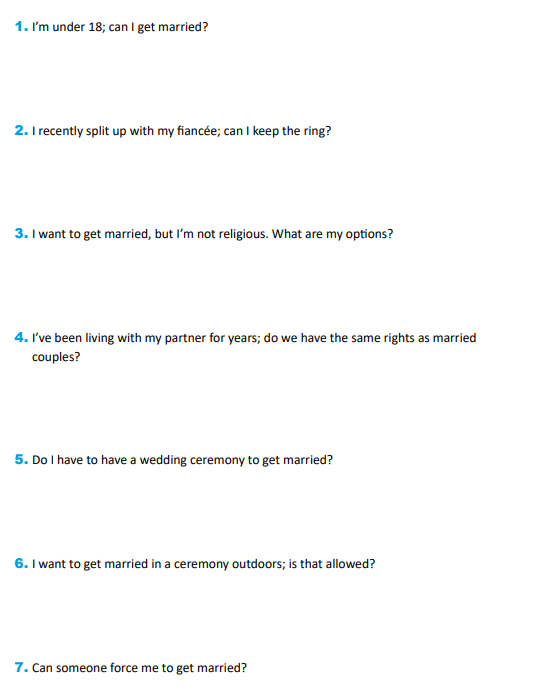 1. I’m under 18; can I get married?
2. I recently split up with my fiancée; can I keep the ring?
3. I want to get married, but I’m not religious. What are my options?
4. I’ve been living with my partner for years; do we have the same rights as married
couples?
5. Do I have to have a wedding ceremony to get married?
6. I want to get married in a ceremony outdoors; is that allowed?
7. Can someone force me to get married?